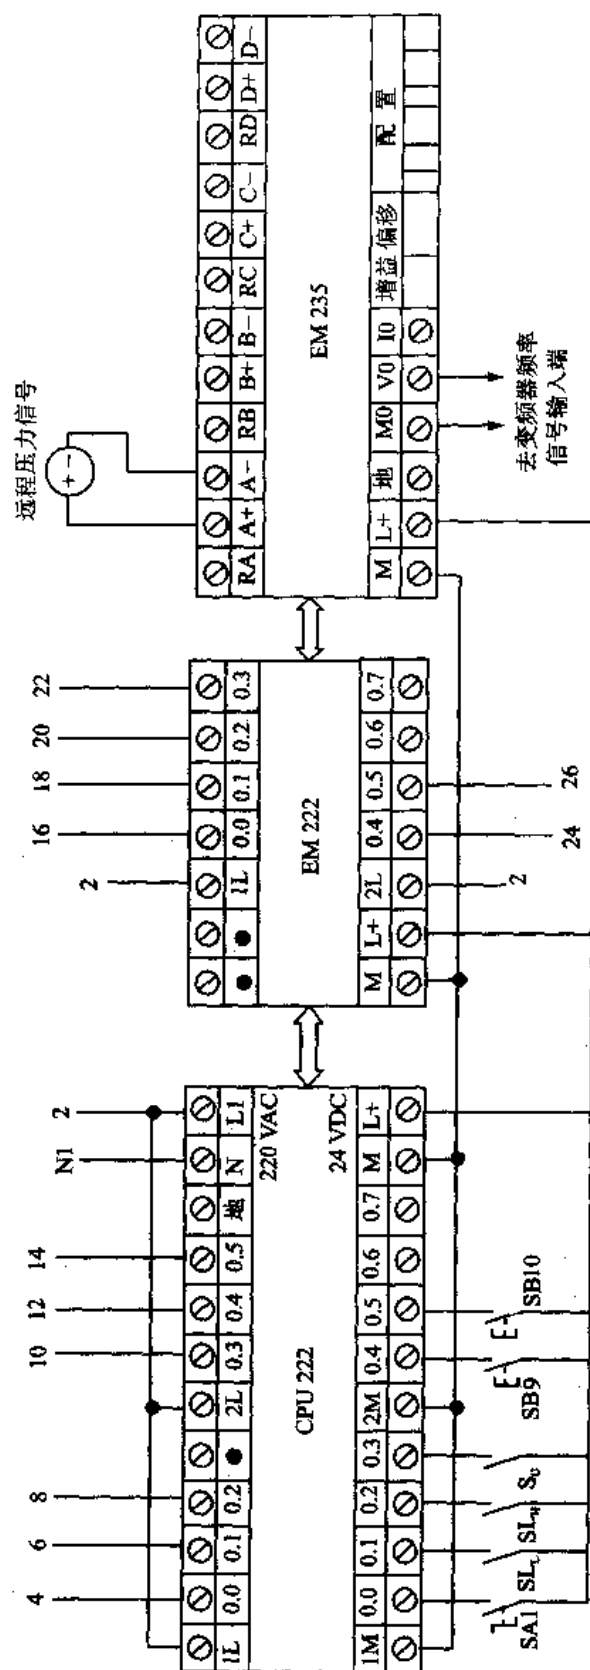 4
6
8
10
12
14
N1
2
1L
0.0
0.1
0.2
●
2L
0.3
0.4
0.5
地
N
L1
220 VAC
CPU 222
24 VDC
1M
0.0
0.1
0.2
0.3
2M
0.4
0.5
0.6
0.7
M
L+
SA1
SL_L
SL_H
S_U
SB9
SB10
2
16
18
20
22
●
●
1L
0.0
0.1
0.2
0.3
EM 222
M
L+
2L
0.4
0.5
0.6
0.7
2
24
26
远程压力信号
+ -
RA
A+
A-
RB
B+
B-
RC
C+
C-
RD
D+
D-
EM 235
M
L+
地
M0
V0
I0
增益
偏移
配 置
去变频器频率
信号输入端